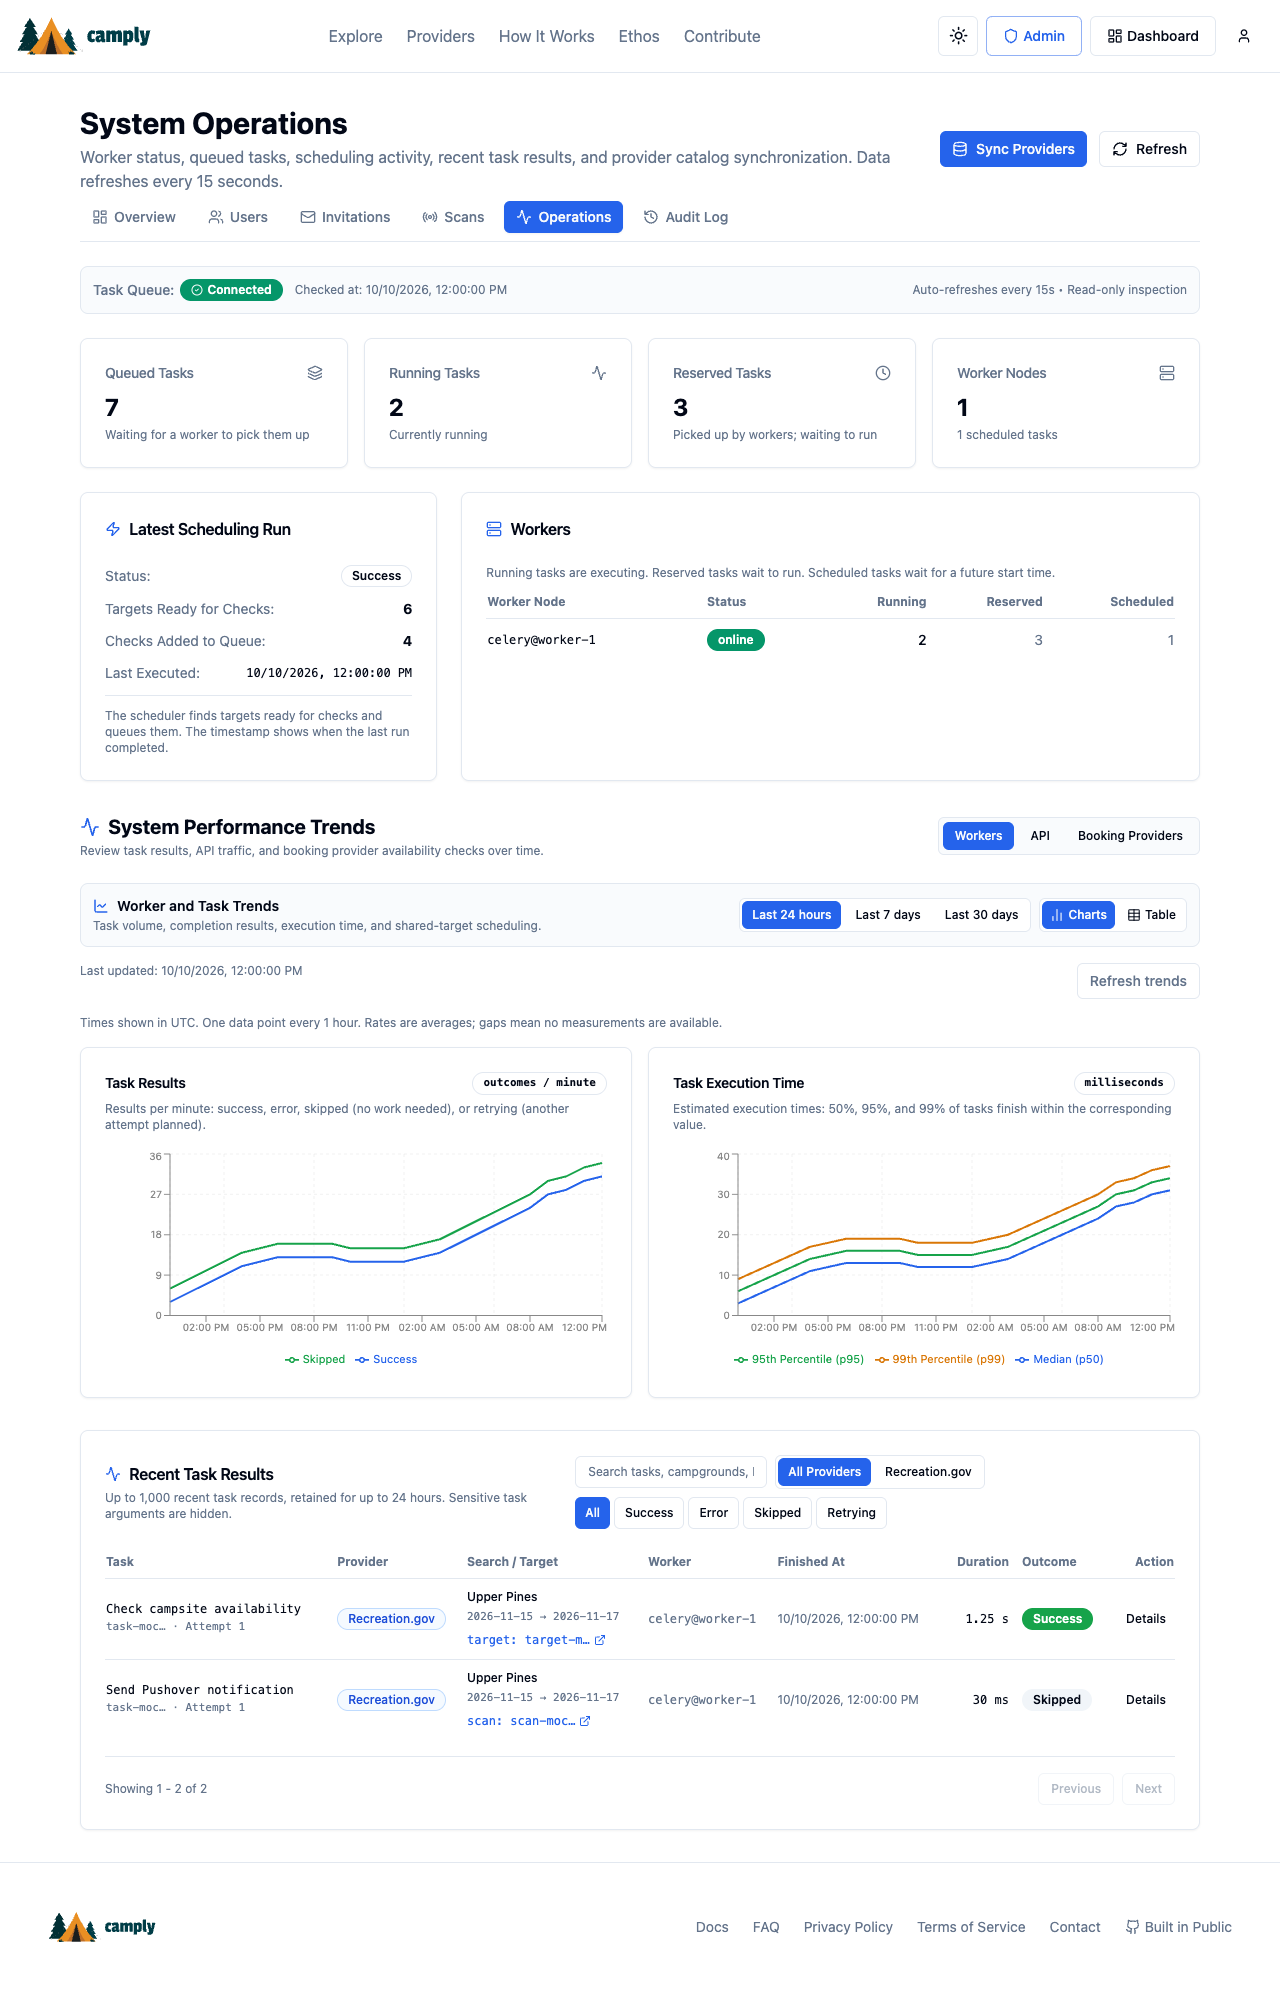 camply
Explore Providers How It Works Ethos Contribute
Admin Dashboard
System Operations
Worker status, queued tasks, scheduling activity, recent task results, and provider catalog synchronization. Data
refreshes every 15 seconds.
Sync Providers Refresh
Overview Users Invitations Scans Operations Audit Log
Task Queue: Connected Checked at: 10/10/2026, 12:00:00 PM
Auto-refreshes every 15s • Read-only inspection
Queued Tasks
7
Waiting for a worker to pick them up
Running Tasks
2
Currently running
Reserved Tasks
3
Picked up by workers; waiting to run
Worker Nodes
1
1 scheduled tasks
Latest Scheduling Run
Status: Success
Targets Ready for Checks: 6
Checks Added to Queue: 4
Last Executed: 10/10/2026, 12:00:00 PM
The scheduler finds targets ready for checks and
queues them. The timestamp shows when the last run
completed.
Workers
Running tasks are executing. Reserved tasks wait to run. Scheduled tasks wait for a future start time.
Worker Node Status Running Reserved Scheduled
celery@worker-1 online 2 3 1
System Performance Trends
Review task results, API traffic, and booking provider availability checks over time.
Workers API Booking Providers
Worker and Task Trends
Task volume, completion results, execution time, and shared-target scheduling.
Last 24 hours Last 7 days Last 30 days Charts Table
Last updated: 10/10/2026, 12:00:00 PM
Refresh trends
Times shown in UTC. One data point every 1 hour. Rates are averages; gaps mean no measurements are available.
Task Results outcomes / minute
Results per minute: success, error, skipped (no work needed), or retrying (another
attempt planned).
36
27
18
9
0
02:00 PM 05:00 PM 08:00 PM 11:00 PM 02:00 AM 05:00 AM 08:00 AM 12:00 PM
Skipped Success
Task Execution Time milliseconds
Estimated execution times: 50%, 95%, and 99% of tasks finish within the corresponding
value.
40
30
20
10
0
02:00 PM 05:00 PM 08:00 PM 11:00 PM 02:00 AM 05:00 AM 08:00 AM 12:00 PM
95th Percentile (p95) 99th Percentile (p99) Median (p50)
Recent Task Results
Up to 1,000 recent task records, retained for up to 24 hours. Sensitive task
arguments are hidden.
Search tasks, campgrounds, All Providers Recreation.gov
All Success Error Skipped Retrying
Task Provider Search / Target Worker Finished At Duration Outcome Action
Check campsite availability
task-moc… · Attempt 1
Recreation.gov
Upper Pines
2026-11-15 → 2026-11-17
target: target-m…
celery@worker-1 10/10/2026, 12:00:00 PM 1.25 s Success Details
Send Pushover notification
task-moc… · Attempt 1
Recreation.gov
Upper Pines
2026-11-15 → 2026-11-17
scan: scan-moc…
celery@worker-1 10/10/2026, 12:00:00 PM 30 ms Skipped Details
Showing 1 - 2 of 2
Previous Next
camply
Docs FAQ Privacy Policy Terms of Service Contact Built in Public